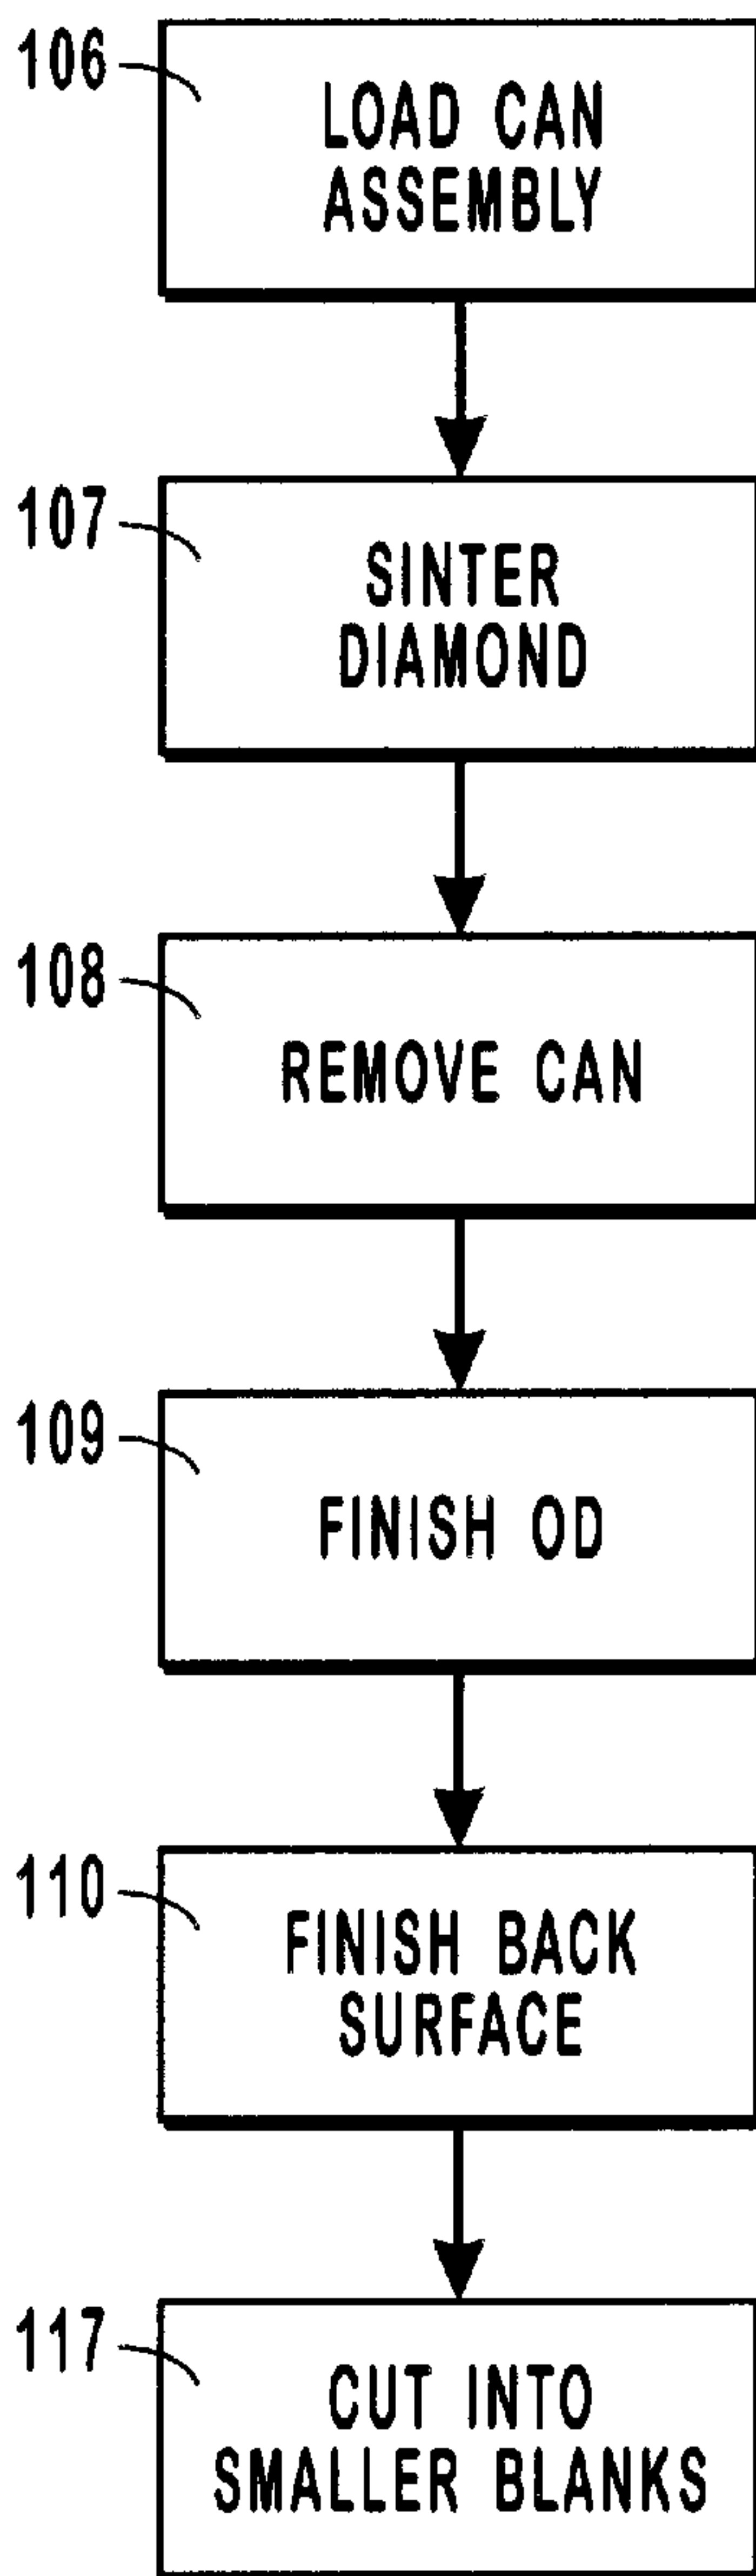 106
LOAD CAN
ASSEMBLY
107
SINTER
DIAMOND
108
REMOVE CAN
109
FINISH OD
110
FINISH BACK
SURFACE
117
CUT INTO
SMALLER BLANKS